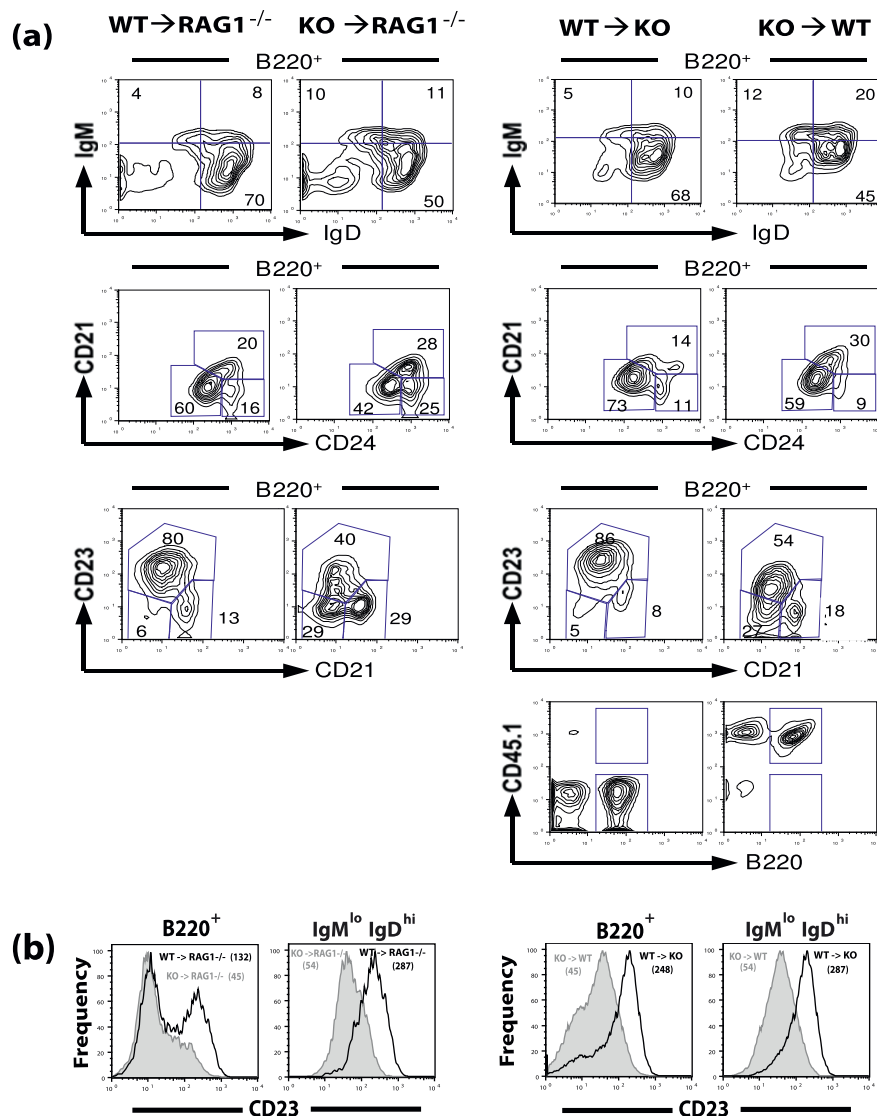 (a)
WT→RAG1-/- KO→RAG1-/- WT→KO KO→WT
B220+ B220+
4 8 10 11 5 10 12 20
IgM IgM
70 50 68 45
IgD IgD
B220+ B220+
CD21 CD21
20 28 14 30
60 16 42 25 73 11 59 9
CD24 CD24
B220+ B220+
CD23 CD23
80 40 86 54
6 13 29 29 5 8 27 18
CD21 CD21
CD45.1
B220
(b)
B220+ IgMlo IgDhi B220+ IgMlo IgDhi
Frequency Frequency
WT -> RAG1-/- (132)
KO -> RAG1-/- (45)
KO ->RAG1-/- (54)
WT -> RAG1-/- (287)
KO -> WT (45)
WT -> KO (248)
KO -> WT (54)
WT -> KO (287)
CD23 CD23